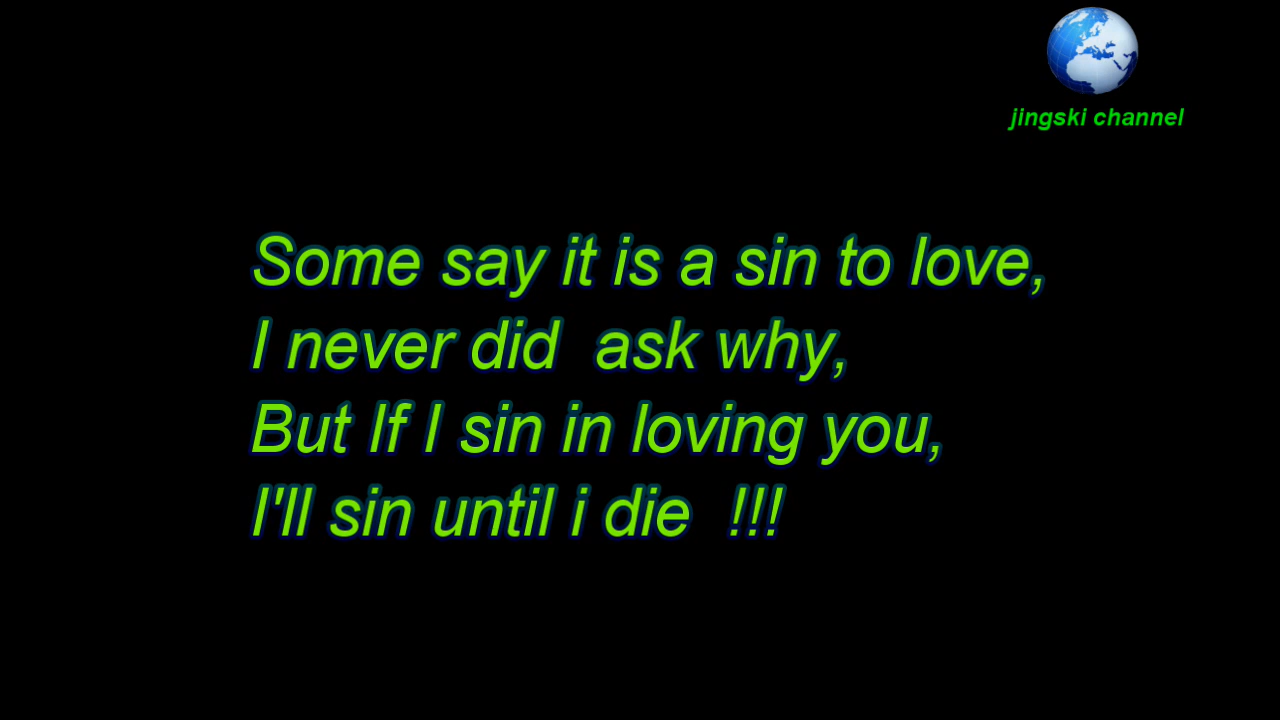 jingski channel
Some say it is a sin to love,
I never did  ask why,
But If I sin in loving you,
I'll sin until i die  !!!